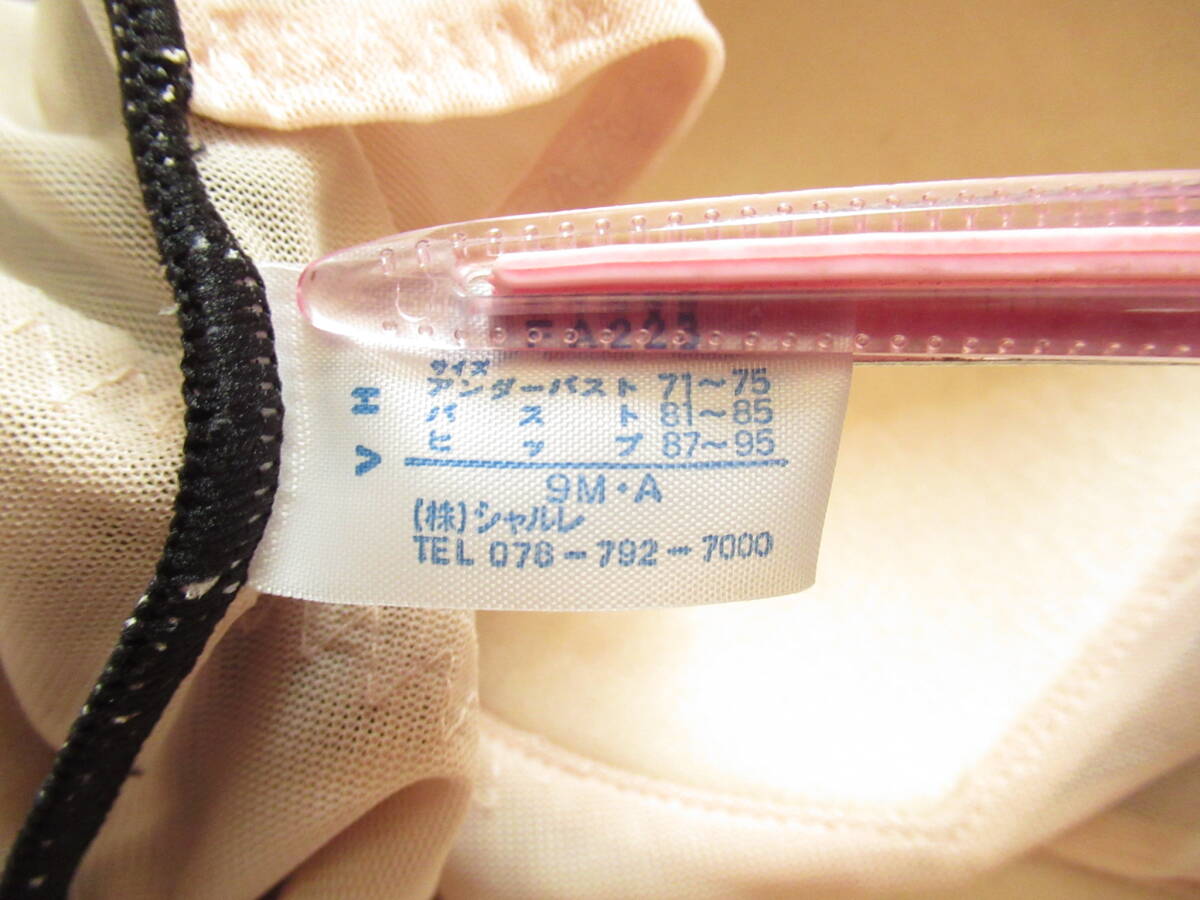 FA225
サイズ
アンダーバスト 71～75
バスト 81～85
ヒップ 87～95
9M・A
(株)シャルレ
TEL 078-792-7000
H
V